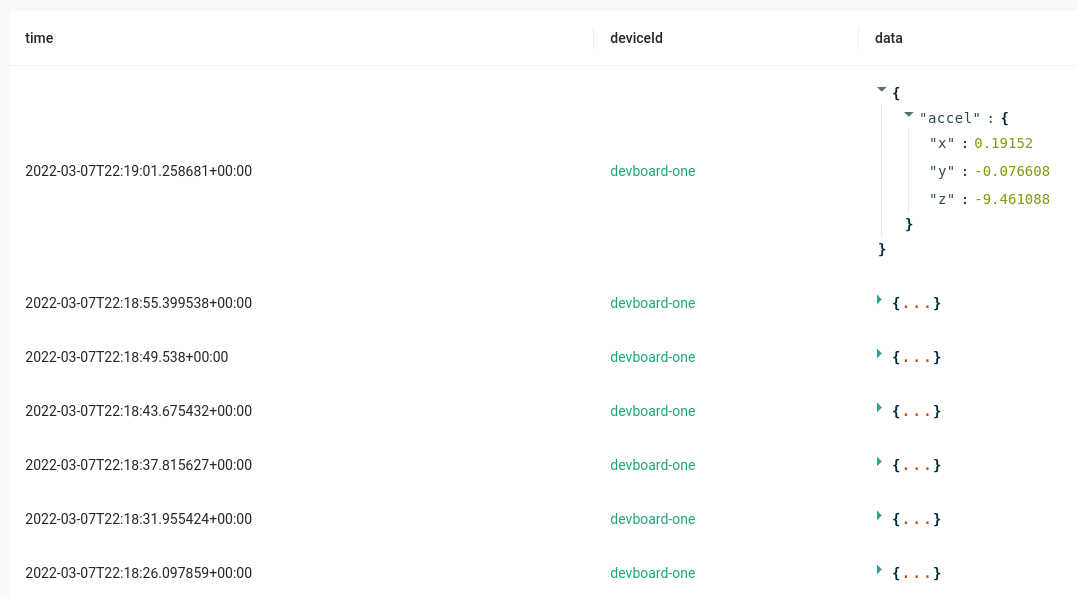 time deviceId data
{
"accel" : {
"x" : 0.19152
2022-03-07T22:19:01.258681+00:00 devboard-one "y" : -0.076608
"z" : -9.461088
}
}
2022-03-07T22:18:55.399538+00:00 devboard-one {...}
2022-03-07T22:18:49.538+00:00 devboard-one {...}
2022-03-07T22:18:43.675432+00:00 devboard-one {...}
2022-03-07T22:18:37.815627+00:00 devboard-one {...}
2022-03-07T22:18:31.955424+00:00 devboard-one {...}
2022-03-07T22:18:26.097859+00:00 devboard-one {...}